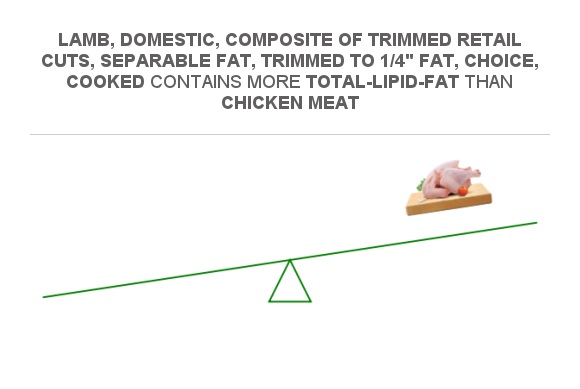 LAMB, DOMESTIC, COMPOSITE OF TRIMMED RETAIL
CUTS, SEPARABLE FAT, TRIMMED TO 1/4" FAT, CHOICE,
COOKED CONTAINS MORE TOTAL-LIPID-FAT THAN
CHICKEN MEAT